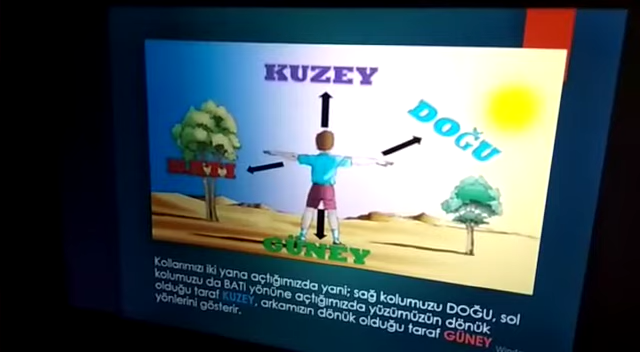 KUZEY
DOĞU
BATI
GÜNEY
Kollarımızı iki yana açtığımızda yani; sağ kolumuzu DOĞU, sol
kolumuzu da BATI yönüne açtığımızda yüzümüzün dönük
olduğu taraf KUZEY, arkamızın dönük olduğu taraf GÜNEY
yönlerini gösterir.